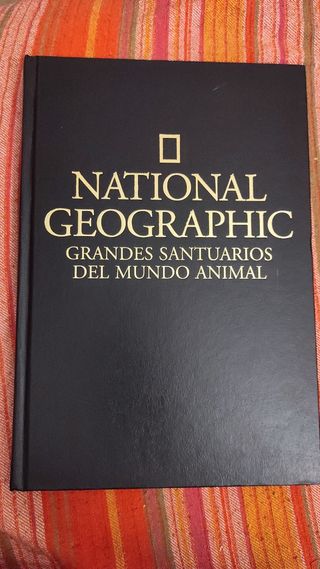 NATIONAL
GEOGRAPHIC
GRANDES SANTUARIOS
DEL MUNDO ANIMAL